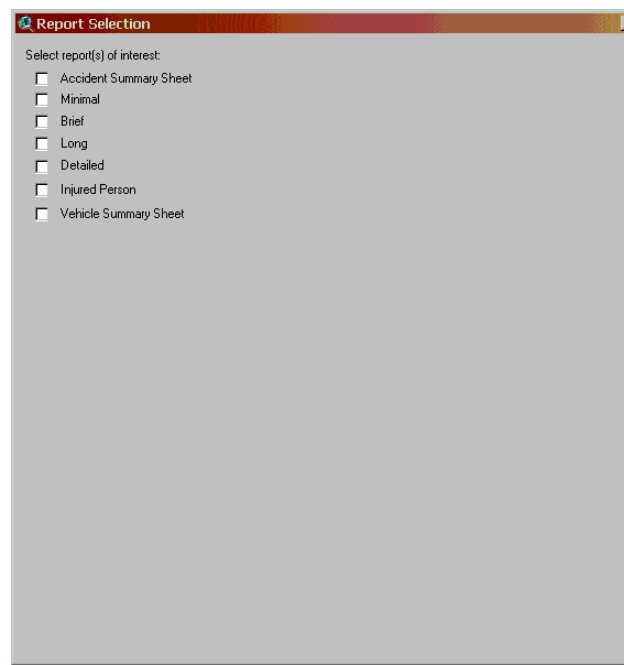 Report Selection
Select report(s) of interest:
Accident Summary Sheet
Minimal
Brief
Long
Detailed
Injured Person
Vehicle Summary Sheet